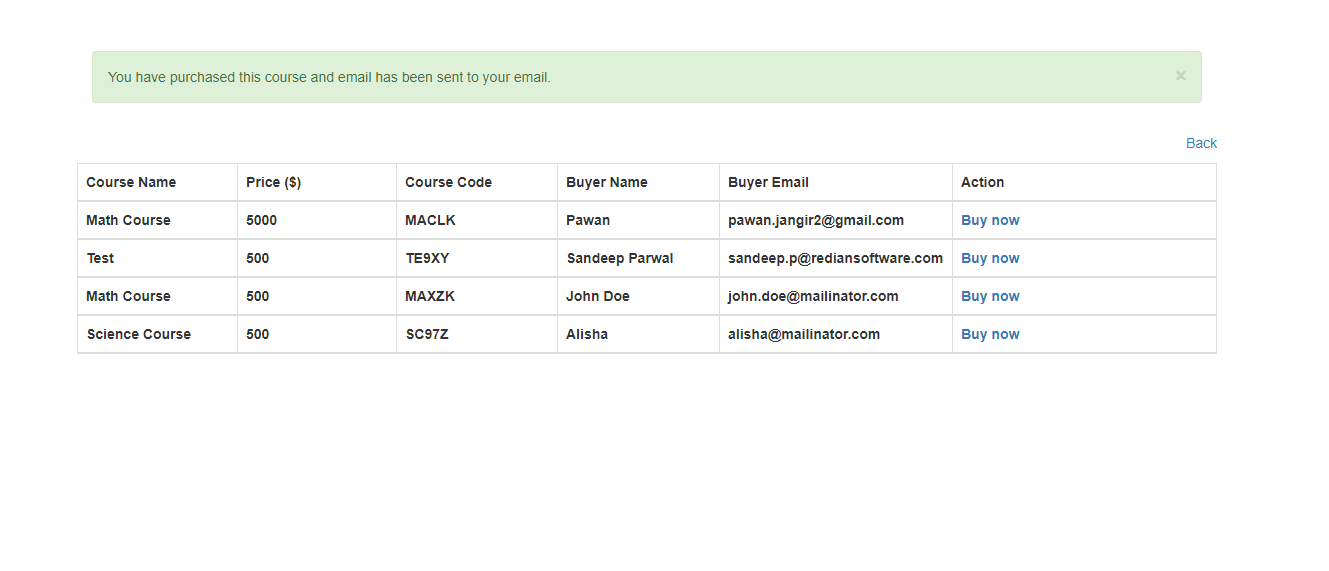 You have purchased this course and email has been sent to your email. ×
Back
Course Name Price ($) Course Code Buyer Name Buyer Email Action
Math Course 5000 MACLK Pawan pawan.jangir2@gmail.com Buy now
Test 500 TE9XY Sandeep Parwal sandeep.p@rediansoftware.com Buy now
Math Course 500 MAXZK John Doe john.doe@mailinator.com Buy now
Science Course 500 SC97Z Alisha alisha@mailinator.com Buy now